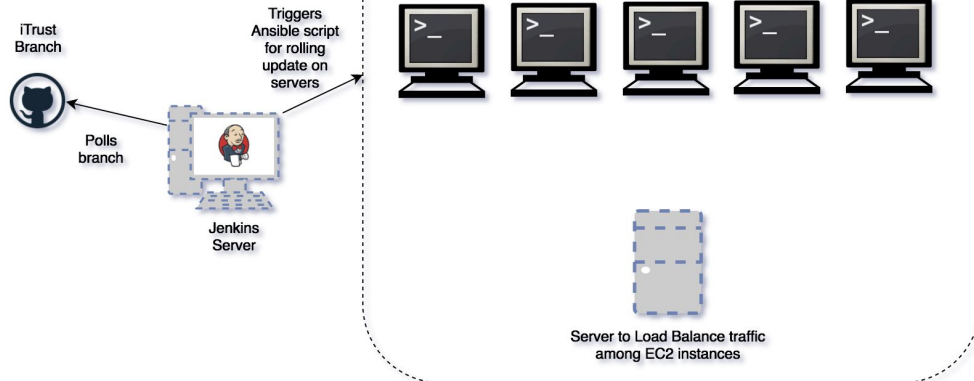 iTrust
Branch
Polls
branch
Triggers
Ansible script
for rolling
update on
servers
Jenkins
Server
>_
>_
>_
>_
>_
Server to Load Balance traffic
among EC2 instances